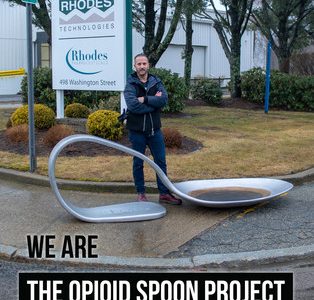 RHODES
TECHNOLOGIES
Rhodes
498 Washington Street
WE ARE
THE OPIOID SPOON PROJECT